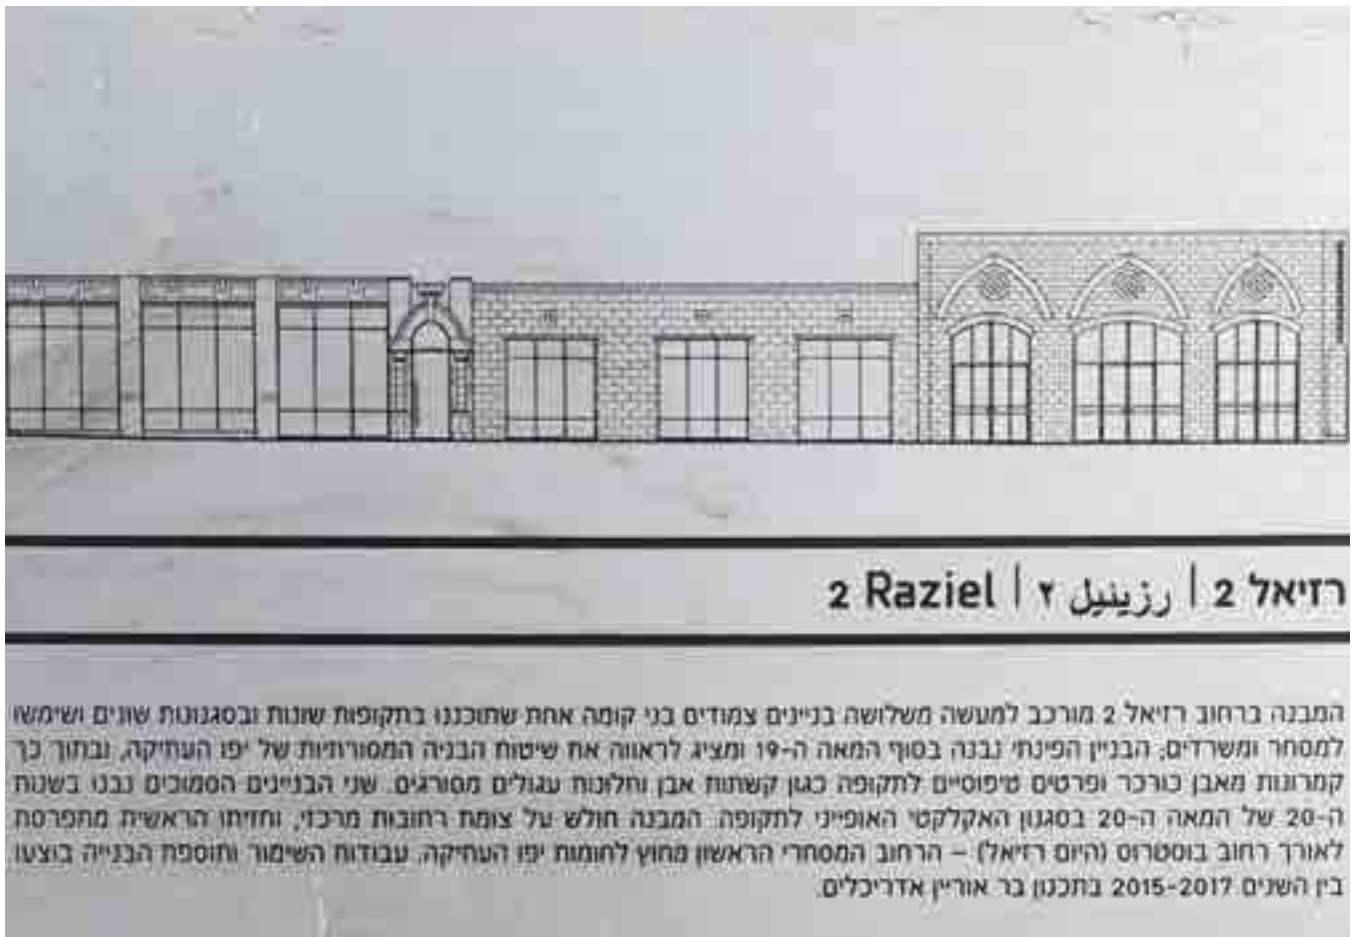 רזיאל 2 | رزيئيل ٢ | 2 Raziel
המבנה ברחוב רזיאל 2 מורכב למעשה משלושה בניינים צמודים בני קומה אחת שתוכננו בתקופות שונות ובסגנונות שונים ושימשו
למסחר ומשרדים; הבניין הפינתי נבנה בסוף המאה ה-19 ומציג לראווה את שיטות הבניה המסורתיות של יפו העתיקה, ובתוך כך
קמרונות מאבן כורכר ופרטים טיפוסיים לתקופה כגון קשתות אבן וחלונות עגולים מסורגים. שני הבניינים הסמוכים נבנו בשנות
ה-20 של המאה ה-20 בסגנון האקלקטי האופייני לתקופה. המבנה חולש על צומת רחובות מרכזי, וחזיתו הראשית מתפרסת
לאורך רחוב בוסטרוס (היום רזיאל) – הרחוב המסחרי הראשון מחוץ לחומות יפו העתיקה. עבודות השימור ותוספת הבנייה בוצעו
בין השנים 2015-2017 בתכנון בר אוריין אדריכלים.